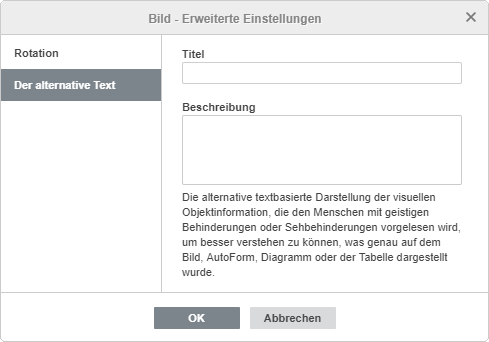 Bild - Erweiterte Einstellungen
Rotation
Der alternative Text
Titel
Beschreibung
Die alternative textbasierte Darstellung der visuellen
Objektinformation, die den Menschen mit geistigen
Behinderungen oder Sehbehinderungen vorgelesen wird,
um besser verstehen zu können, was genau auf dem
Bild, AutoForm, Diagramm oder der Tabelle dargestellt
wurde.
OK
Abbrechen